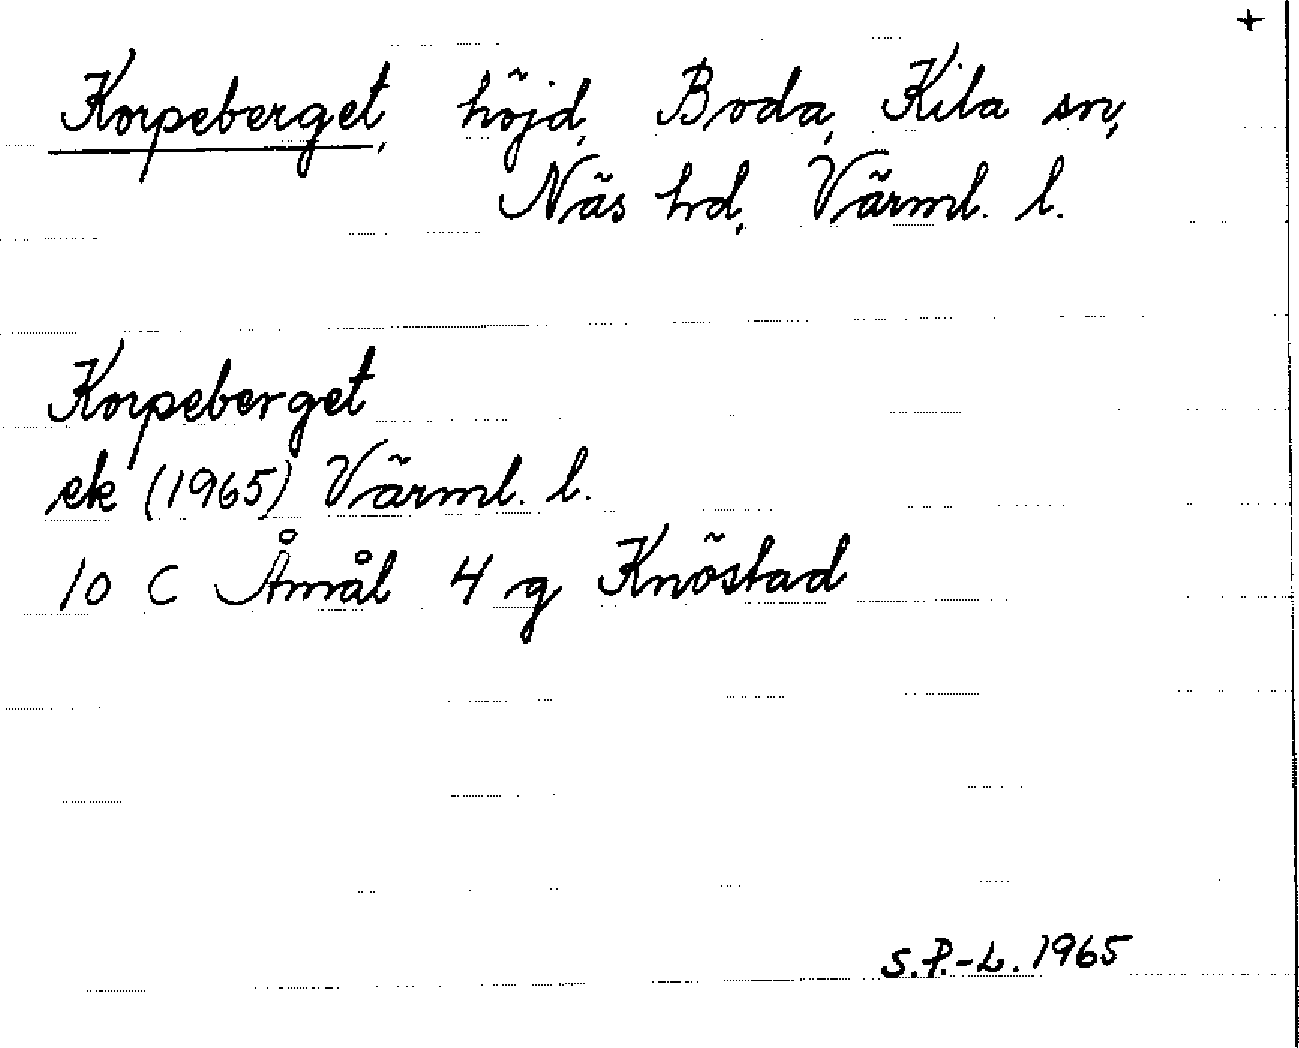 +
Korpeberget, höjd, Boda, Kila sn,
Näs hd, Värml. l.
Korpeberget
ek (1965) Värml. l.
10 C Åmål 4 g Knöstad
S.P.-L. 1965